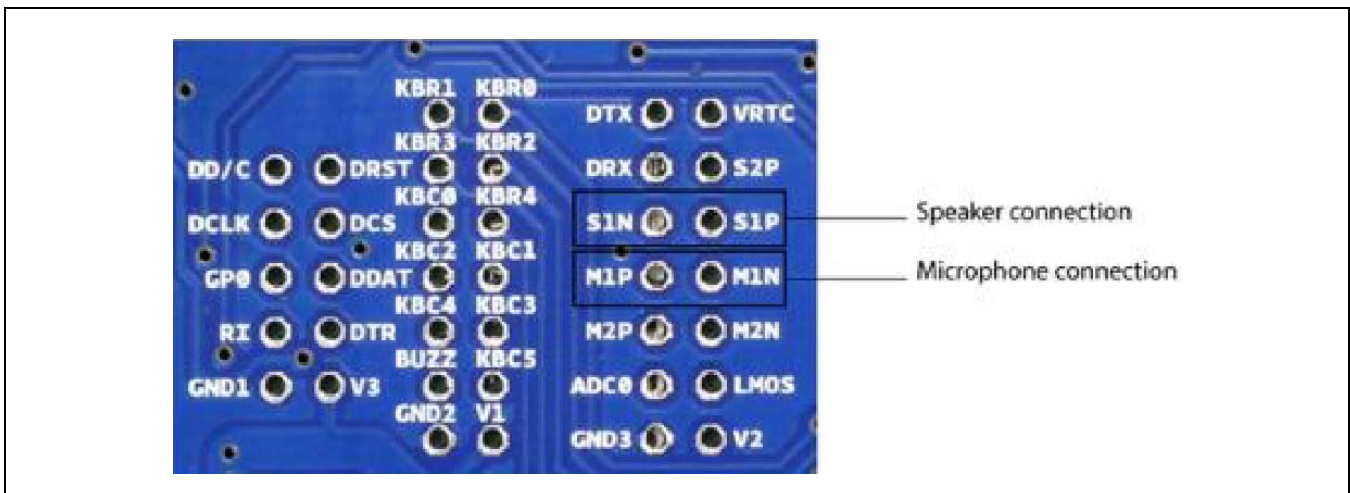 KBR1 KBR0
DTX VRTC
KBR3 KBR2
DD/C DRST DRX S2P
KBC0 KBR4
DCLK DCS S1N S1P Speaker connection
KBC2 KBC1
GP0 DDAT M1P M1N Microphone connection
KBC4 KBC3
RI DTR M2P M2N
BUZZ KBC5
GND1 V3 ADC0 LMOS
GND2 V1
GND3 V2